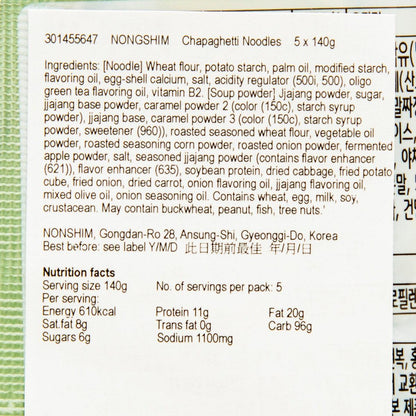 301455647 NONGSHIM Chapaghetti Noodles 5 x 140g
Ingredients: [Noodle] Wheat flour, potato starch, palm oil, modified starch,
flavoring oil, egg-shell calcium, salt, acidity regulator (500i, 500), oligo
green tea flavoring oil, vitamin B2. [Soup powder] Jjajang powder, sugar,
jjajang base powder, caramel powder 2 (color (150c), starch syrup
powder), jjajang base, caramel powder 3 (color (150c), starch syrup
powder, sweetener (960)), roasted seasoned wheat flour, vegetable oil
powder, roasted seasoning corn powder, roasted onion powder, fermented
apple powder, salt, seasoned jjajang powder (contains flavor enhancer
(621)), flavor enhancer (635), soybean protein, dried cabbage, fried potato
cube, fried onion, dried carrot, onion flavoring oil, jjajang flavoring oil,
mixed olive oil, onion seasoning oil. Contains wheat, egg, milk, soy,
crustacean. May contain buckwheat, peanut, fish, tree nuts.'
NONSHIM, Gongdan-Ro 28, Ansung-Shi, Gyeonggi-Do, Korea
Best before: see label Y/M/D 此日期前最佳 年/月/日
Nutrition facts
Serving size 140g No. of servings per pack: 5
Per serving:
Energy 610kcal Protein 11g Fat 20g
Sat.fat 8g Trans fat 0g Carb 96g
Sugars 6g Sodium 1100mg